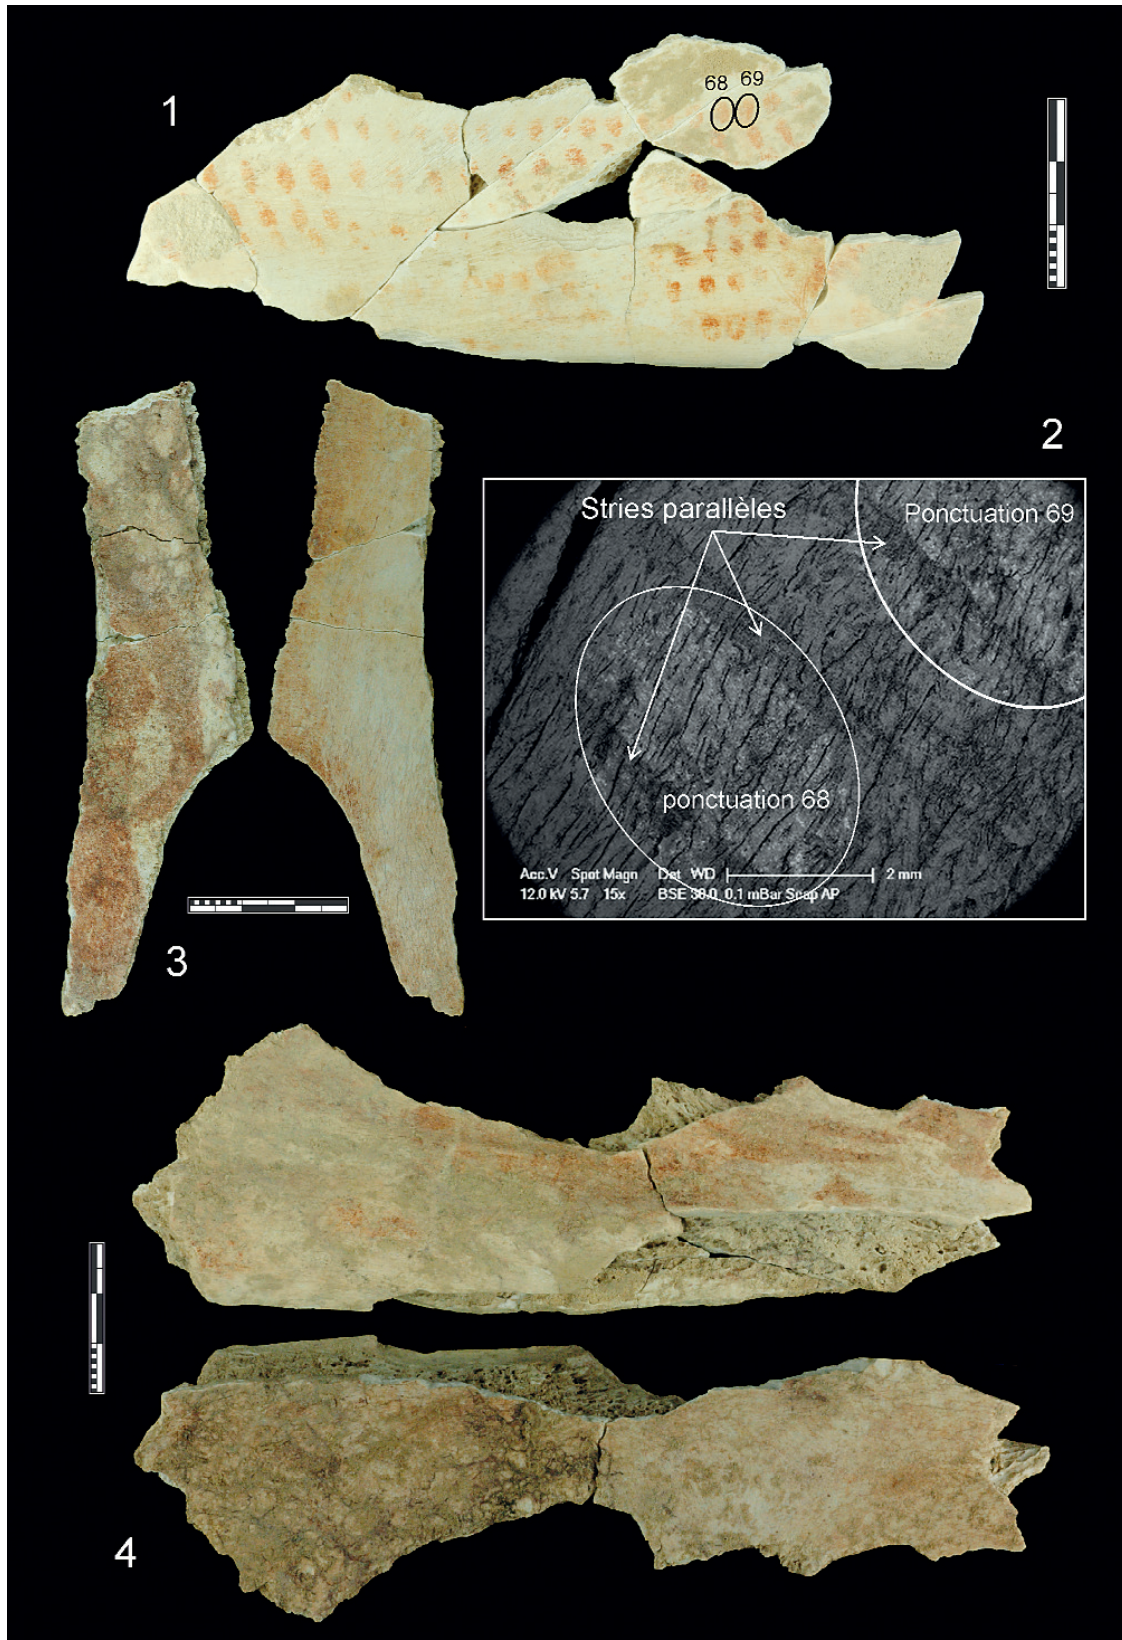 1
68 69
2
Stries parallèles
Ponctuation 69
ponctuation 68
Acc.V Spot Magn Det WD 2 mm
12.0 kV 5.7 15x BSE 0.1 mBar Scap AP
3
4